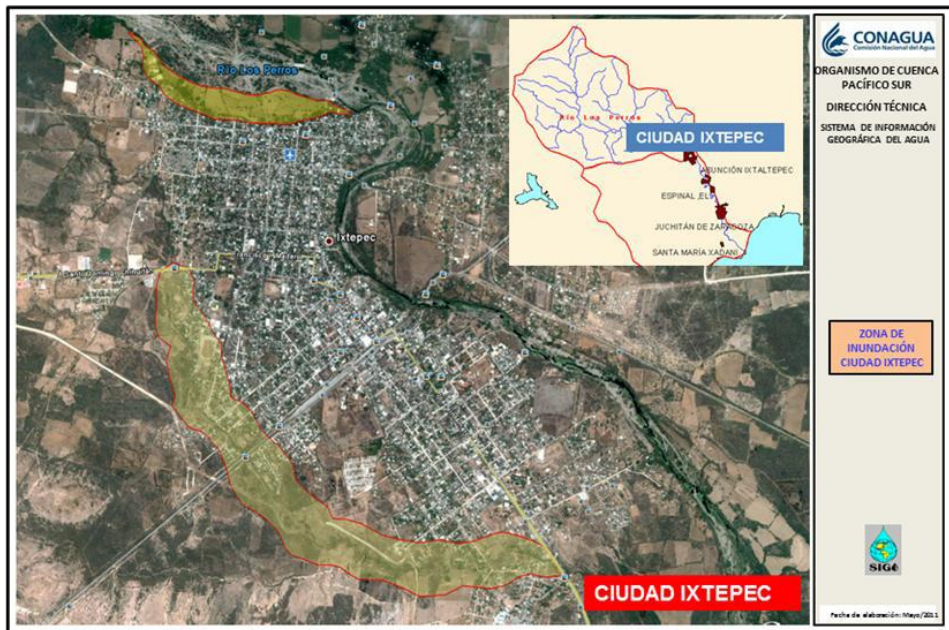 Río Los Perros
Ixtepec
Río Los Perros
CIUDAD IXTEPEC
ASUNCIÓN IXTALTEPEC
ESPINAL, EL
JUCHITÁN DE ZARAGOZA
SANTA MARÍA XADANI
CIUDAD IXTEPEC
CONAGUA
Comisión Nacional del Agua
ORGANISMO DE CUENCA
PACÍFICO SUR
DIRECCIÓN TÉCNICA
SISTEMA DE INFORMACIÓN
GEOGRÁFICA DEL AGUA
ZONA DE
INUNDACIÓN
CIUDAD IXTEPEC
SIGA
Fecha de elaboración: Mayo/2011